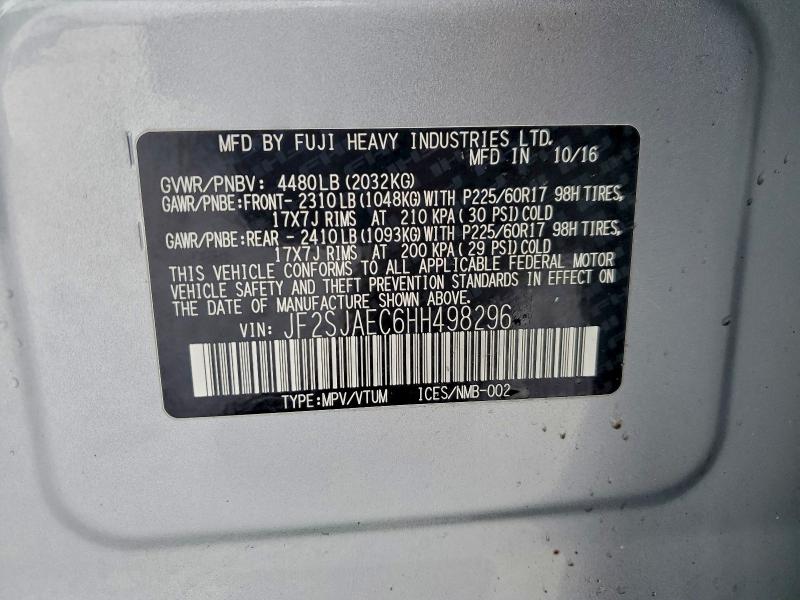 MFD BY FUJI HEAVY INDUSTRIES LTD.
MFD IN 10/16
GVWR/PNBV: 4480LB(2032KG)
GAWR/PNBE:FRONT- 2310LB(1048KG)WITH P225/60R17 98H TIRES,
17X7J RIMS AT 210 KPA(30 PSI)COLD
GAWR/PNBE:REAR - 2410LB(1093KG)WITH P225/60R17 98H TIRES,
17X7J RIMS AT 200 KPA(29 PSI)COLD
THIS VEHICLE CONFORMS TO ALL APPLICABLE FEDERAL MOTOR
VEHICLE SAFETY AND THEFT PREVENTION STANDARDS IN EFFECT ON
THE DATE OF MANUFACTURE SHOWN ABOVE.
VIN: JF2SJAEC6HH498296
TYPE:MPV/VTUM ICES/NMB-002